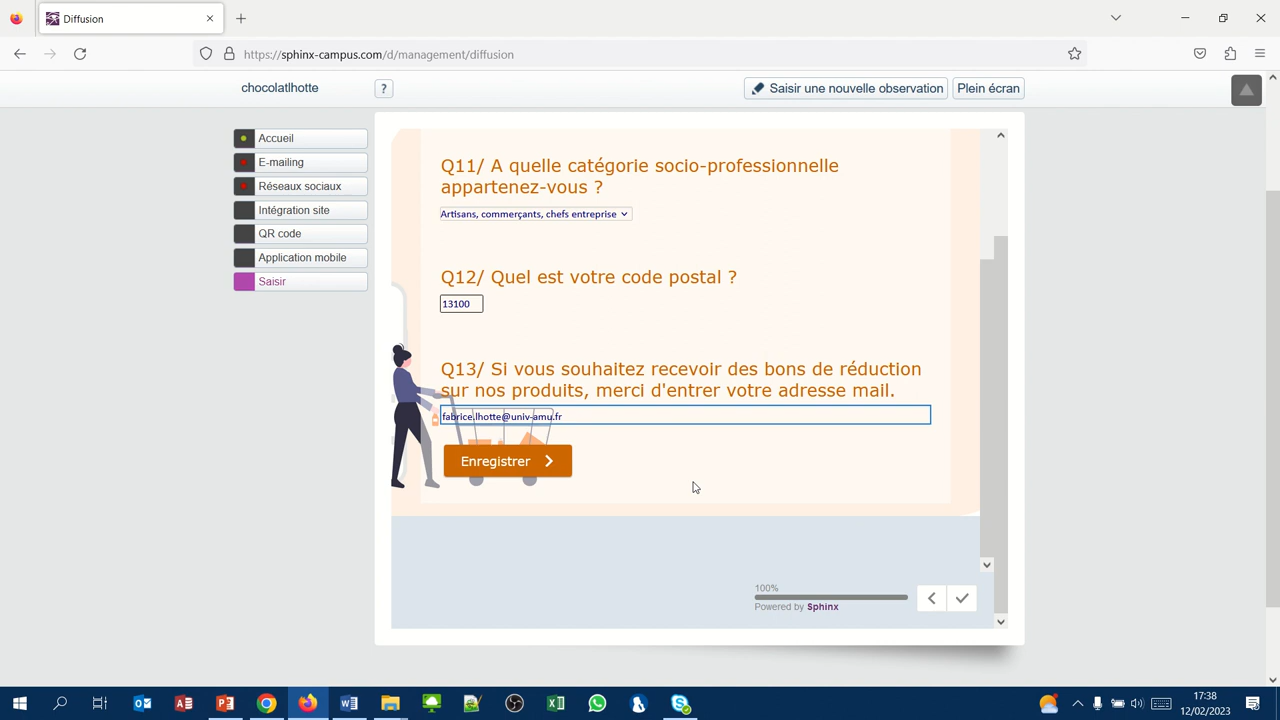 Diffusion
https://sphinx-campus.com/d/management/diffusion
chocolatlhotte
?
Saisir une nouvelle observation
Plein écran
Accueil
E-mailing
Réseaux sociaux
Intégration site
QR code
Application mobile
Saisir
Q11/ A quelle catégorie socio-professionnelle
appartenez-vous ?
Artisans, commerçants, chefs entreprise
Q12/ Quel est votre code postal ?
13100
Q13/ Si vous souhaitez recevoir des bons de réduction
sur nos produits, merci d'entrer votre adresse mail.
fabrice.lhotte@univ-amu.fr
Enregistrer
100%
Powered by Sphinx
17:38
12/02/2023